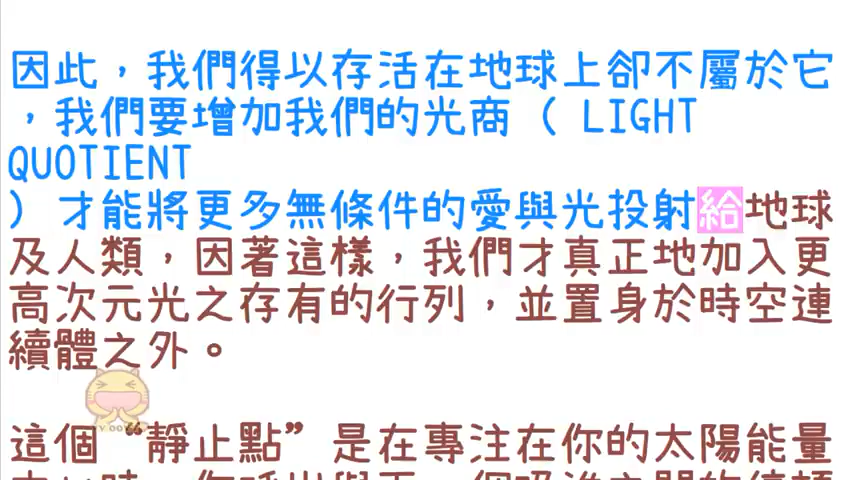 因此，我們得以存活在地球上卻不屬於它
，我們要增加我們的光商（ LIGHT
QUOTIENT
）才能將更多無條件的愛與光投射給地球
及人類，因著這樣，我們才真正地加入更
高次元光之存有的行列，並置身於時空連
續體之外。
這個“靜止點”是在專注在你的太陽能量